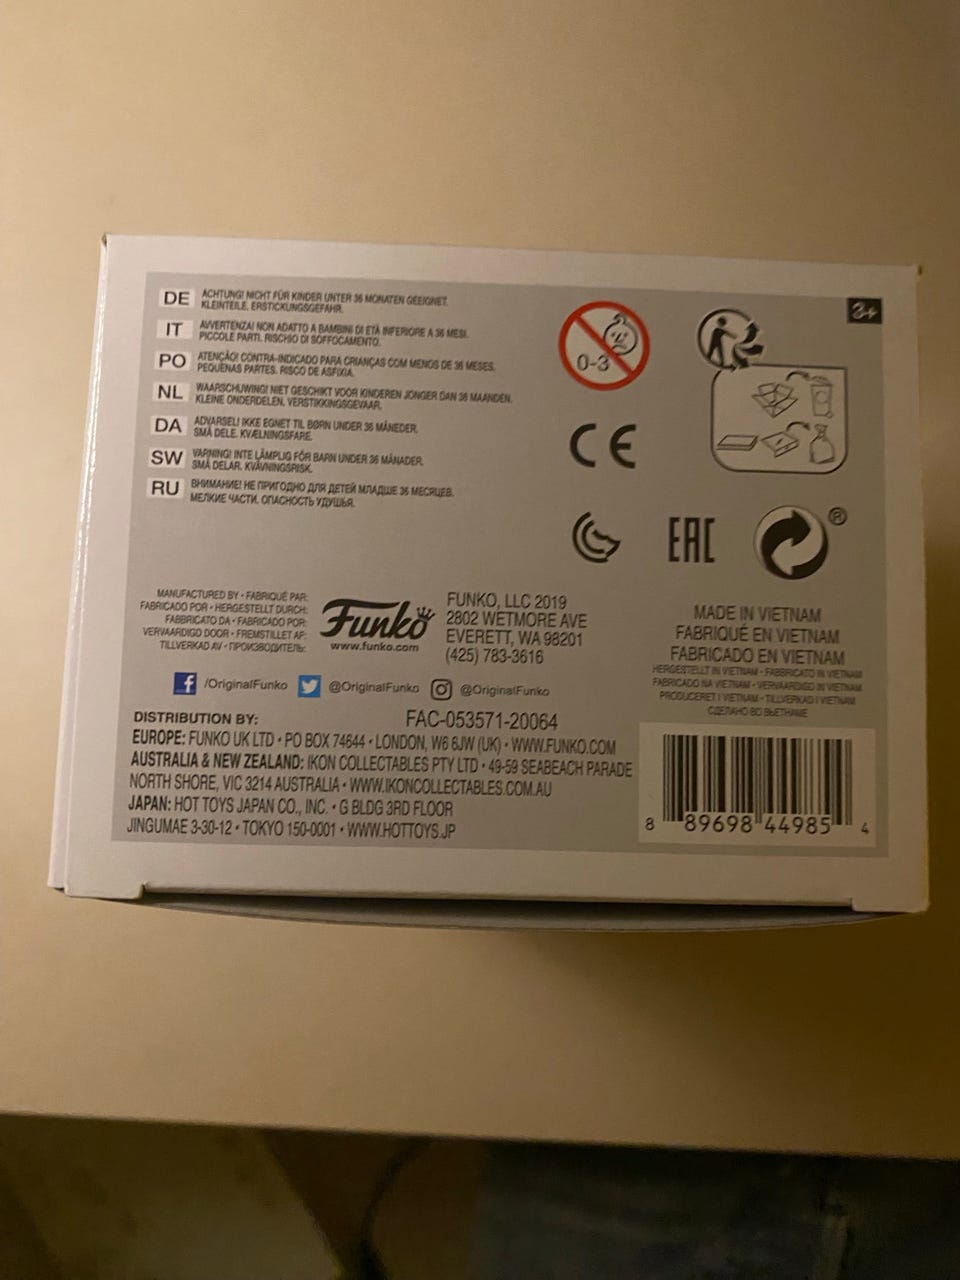 DE ACHTUNG! NICHT FÜR KINDER UNTER 36 MONATEN GEEIGNET.
KLEINTEILE. ERSTICKUNGSGEFAHR.
IT AVVERTENZA! NON ADATTO A BAMBINI DI ETÀ INFERIORE A 36 MESI.
PICCOLE PARTI. RISCHIO DI SOFFOCAMENTO.
PO ATENÇÃO! CONTRA-INDICADO PARA CRIANÇAS COM MENOS DE 36 MESES.
PEQUENAS PARTES. RISCO DE ASFIXIA.
NL WAARSCHUWING! NIET GESCHIKT VOOR KINDEREN JONGER DAN 36 MAANDEN.
KLEINE ONDERDELEN. VERSTIKKINGSGEVAAR.
DA ADVARSEL! IKKE EGNET TIL BØRN UNDER 36 MÅNEDER.
SMÅ DELE. KVÆLNINGSFARE.
SW VARNING! INTE LÄMPLIG FÖR BARN UNDER 36 MÅNADER.
SMÅ DELAR. KVÄVNINGSRISK.
RU ВНИМАНИЕ! НЕ ПРИГОДНО ДЛЯ ДЕТЕЙ МЛАДШЕ 36 МЕСЯЦЕВ.
МЕЛКИЕ ЧАСТИ. ОПАСНОСТЬ УДУШЬЯ.
0-3
3+
CE
EAC
®
MANUFACTURED BY • FABRIQUÉ PAR:
FABRICADO POR • HERGESTELLT DURCH:
FABBRICATO DA • FABRICADO POR:
VERVAARDIGD DOOR • FREMSTILLET AF:
TILLVERKAD AV • ПРОИЗВОДИТЕЛЬ:
Funko
www.funko.com
FUNKO, LLC 2019
2802 WETMORE AVE
EVERETT, WA 98201
(425) 783-3616
/OriginalFunko @OriginalFunko @OriginalFunko
MADE IN VIETNAM
FABRIQUÉ EN VIETNAM
FABRICADO EN VIETNAM
HERGESTELLT IN VIETNAM • FABBRICATO IN VIETNAM
FABRICADO NA VIETNAM • VERVAARDIGD IN VIETNAM
PRODUCERET I VIETNAM • TILLVERKAD I VIETNAM
СДЕЛАНО ВО ВЬЕТНАМЕ
DISTRIBUTION BY: FAC-053571-20064
EUROPE: FUNKO UK LTD • PO BOX 74644 • LONDON, W6 6JW (UK) • WWW.FUNKO.COM
AUSTRALIA & NEW ZEALAND: IKON COLLECTABLES PTY LTD • 49-59 SEABEACH PARADE
NORTH SHORE, VIC 3214 AUSTRALIA • WWW.IKONCOLLECTABLES.COM.AU
JAPAN: HOT TOYS JAPAN CO., INC. • G BLDG 3RD FLOOR
JINGUMAE 3-30-12 • TOKYO 150-0001 • WWW.HOTTOYS.JP
8 89698 44985 4